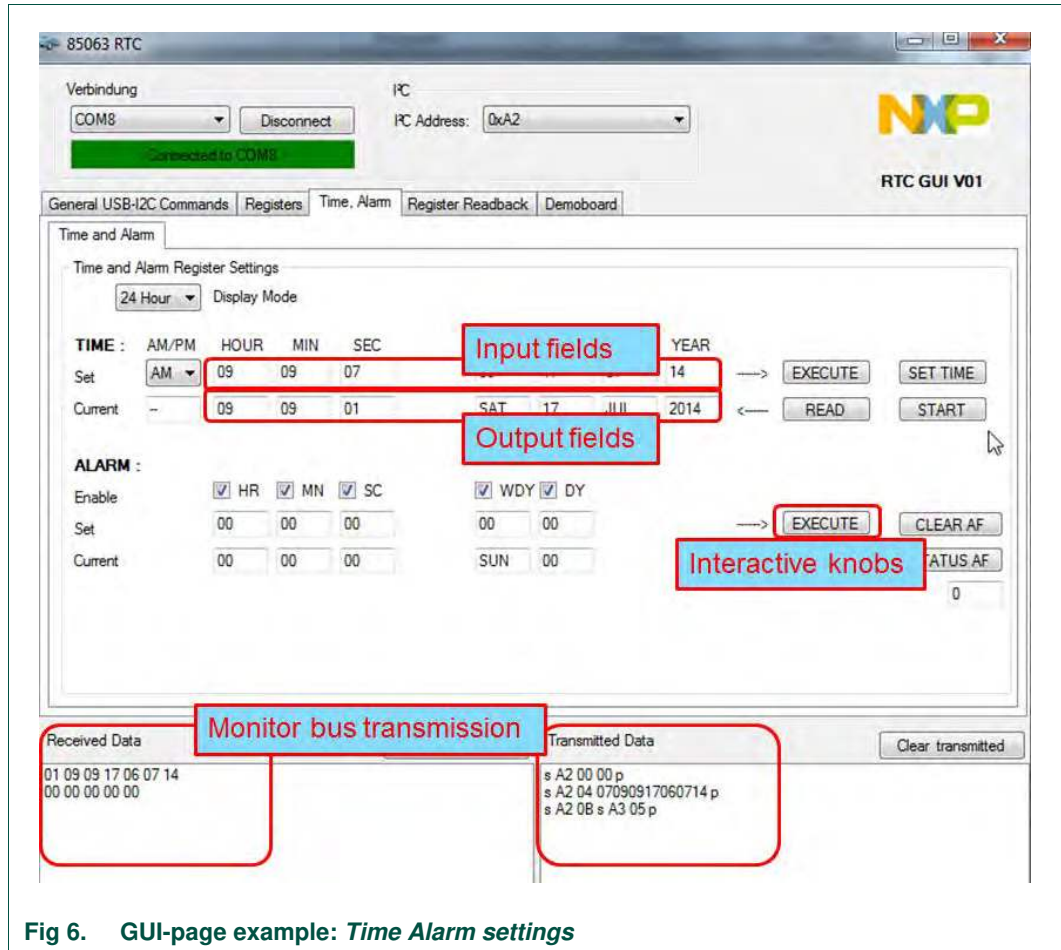 85063 RTC
Verbindung
I²C
COM8
Disconnect
I²C Address:
0xA2
Connected to COM8
NXP
RTC GUI V01
General USB-I2C Commands Registers Time, Alarm Register Readback Demoboard
Time and Alarm
Time and Alarm Register Settings
24 Hour Display Mode
TIME : AM/PM HOUR MIN SEC YEAR
Input fields
Set AM 09 09 07 14 -----> EXECUTE SET TIME
Current -- 09 09 01 SAT 17 JUL 2014 <----- READ START
Output fields
ALARM :
Enable HR MN SC WDY DY
Set 00 00 00 00 00 -----> EXECUTE CLEAR AF
Current 00 00 00 SUN 00 TATUS AF
Interactive knobs
0
Monitor bus transmission
Received Data Transmitted Data Clear transmitted
01 09 09 17 06 07 14
00 00 00 00 00
s A2 00 00 p
s A2 04 07090917060714 p
s A2 0B s A3 05 p
Fig 6. GUI-page example: Time Alarm settings